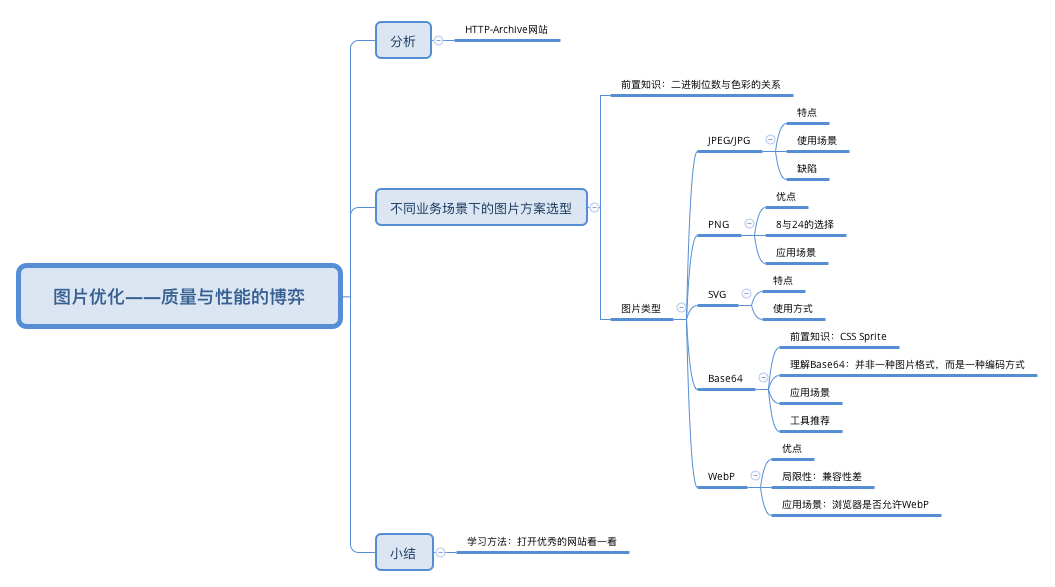 图片优化——质量与性能的博弈
分析
HTTP-Archive网站
不同业务场景下的图片方案选型
前置知识：二进制位数与色彩的关系
图片类型
JPEG/JPG
特点
使用场景
缺陷
PNG
优点
8与24的选择
应用场景
SVG
特点
使用方式
Base64
前置知识：CSS Sprite
理解Base64：并非一种图片格式，而是一种编码方式
应用场景
工具推荐
WebP
优点
局限性：兼容性差
应用场景：浏览器是否允许WebP
小结
学习方法：打开优秀的网站看一看